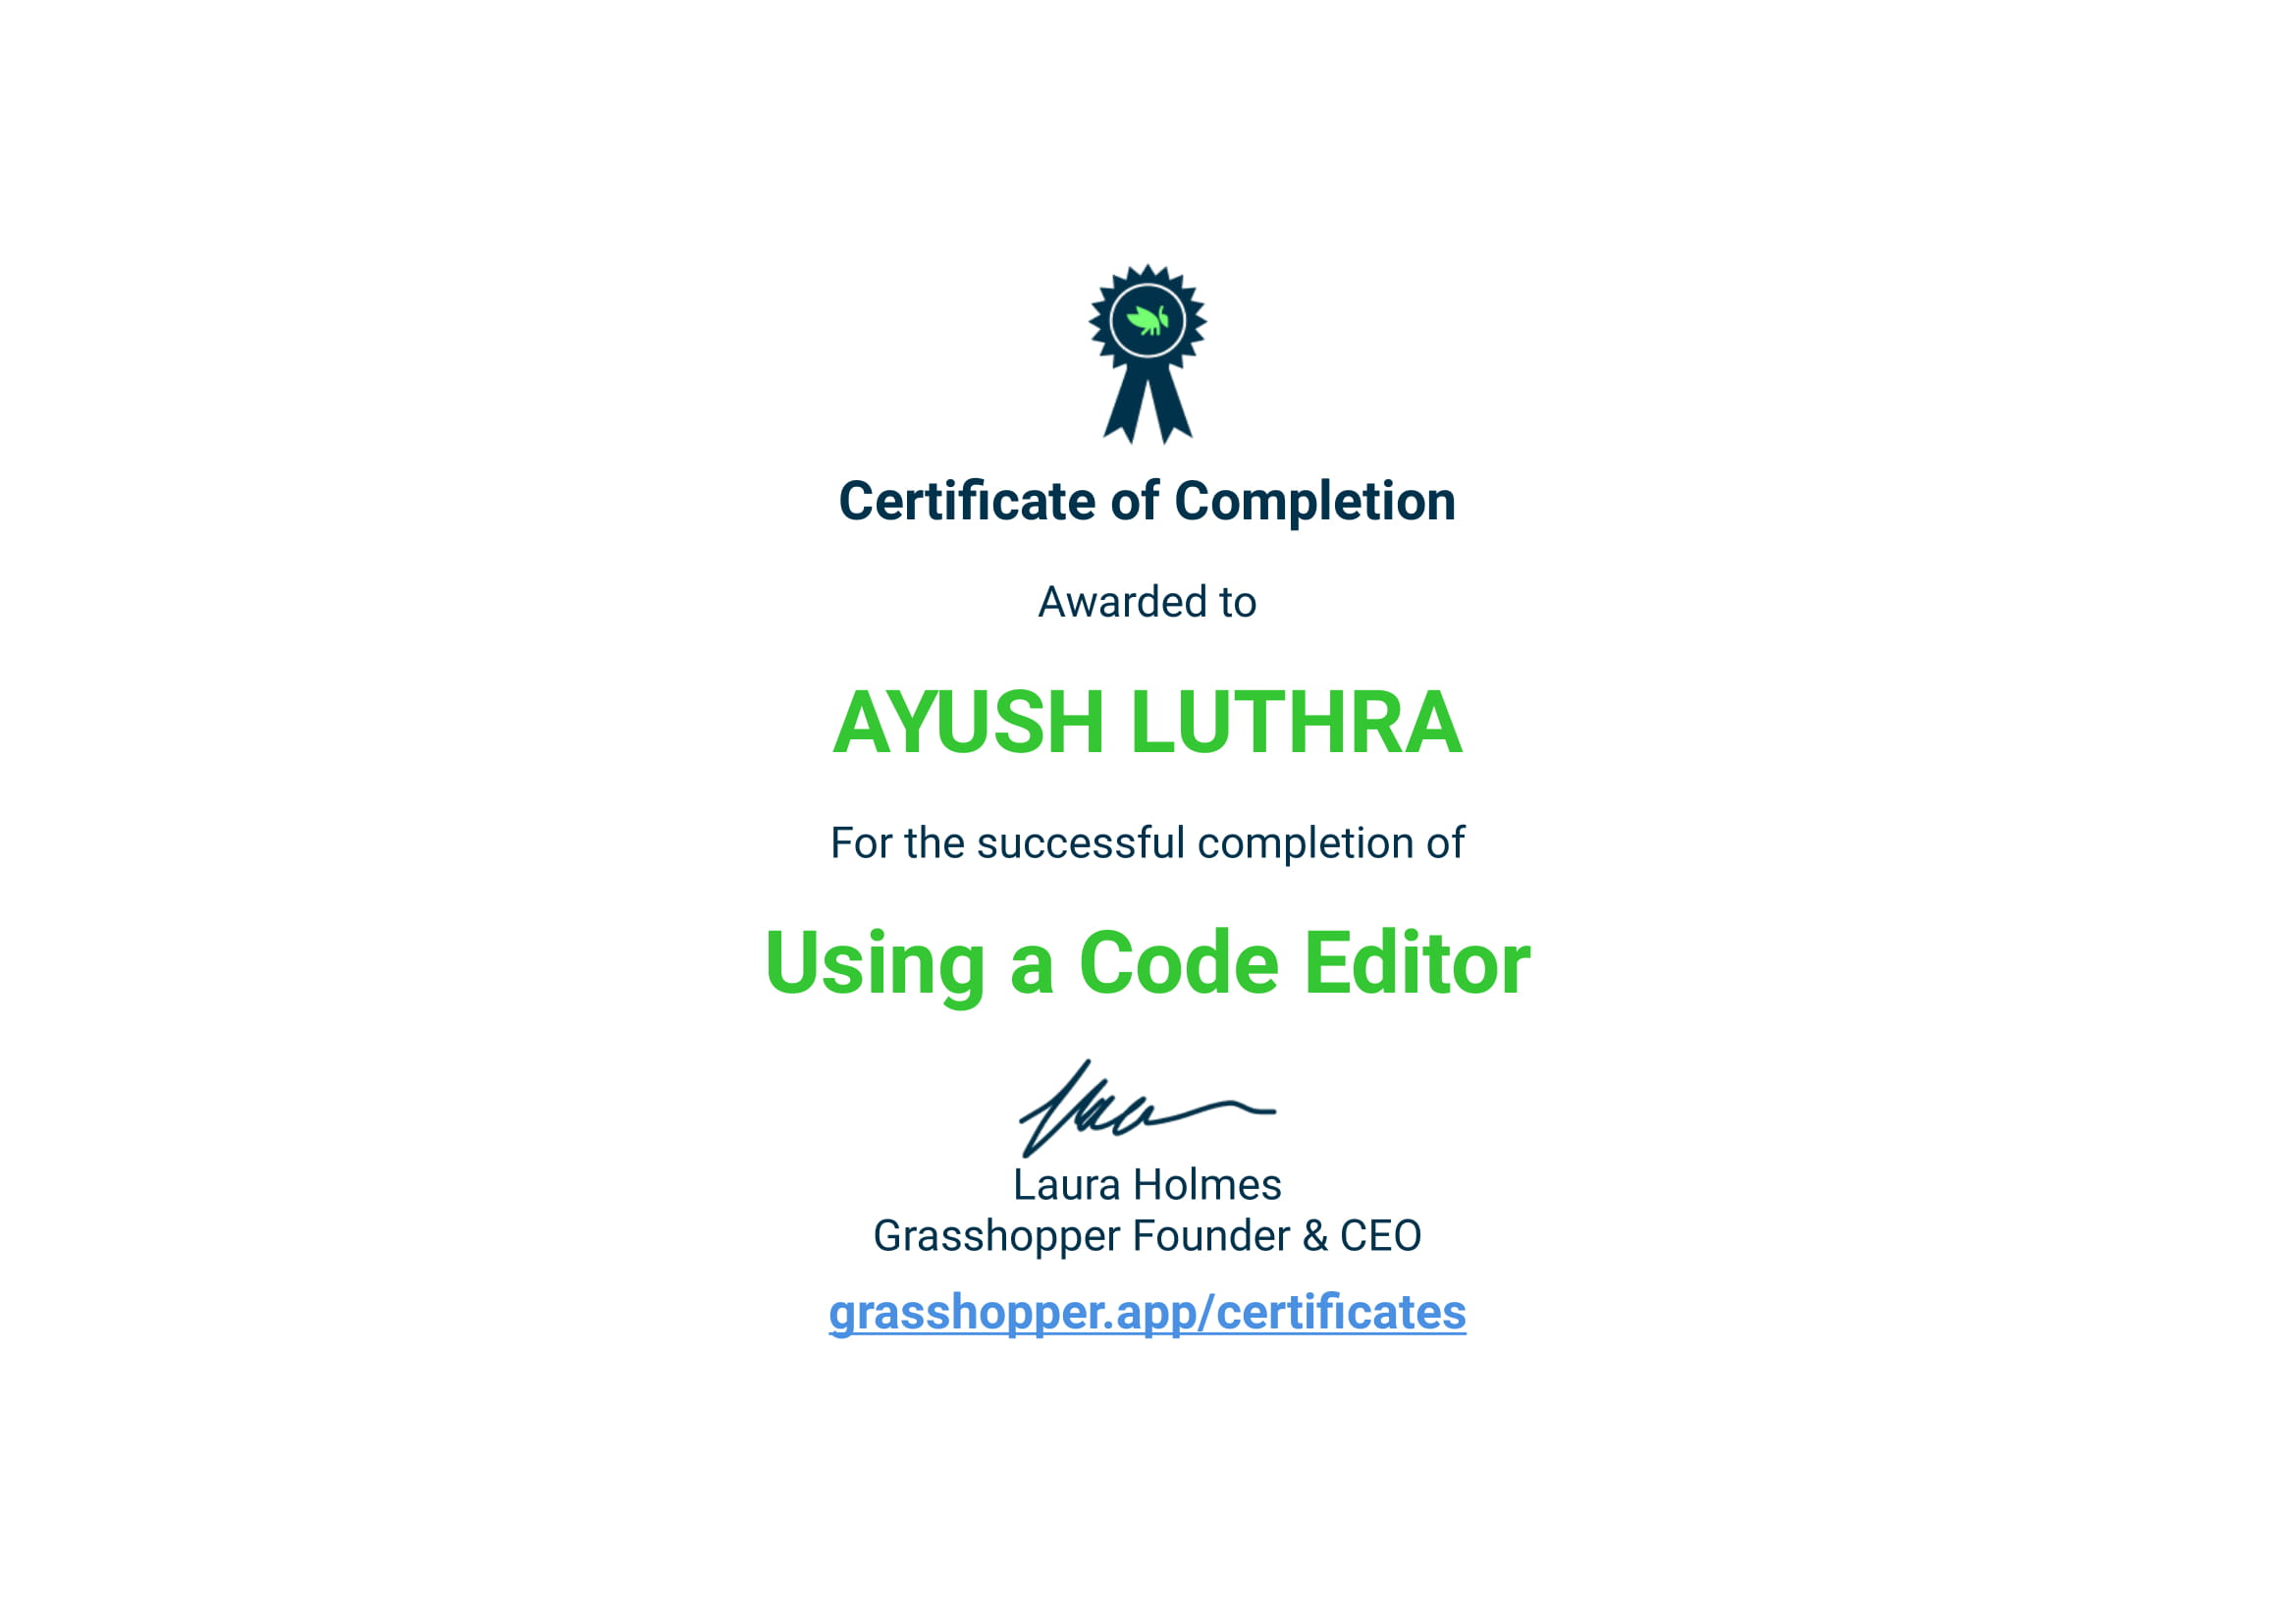 Certificate of Completion
Awarded to
AYUSH LUTHRA
For the successful completion of
Using a Code Editor
Laura Holmes
Grasshopper Founder & CEO
grasshopper.app/certificates